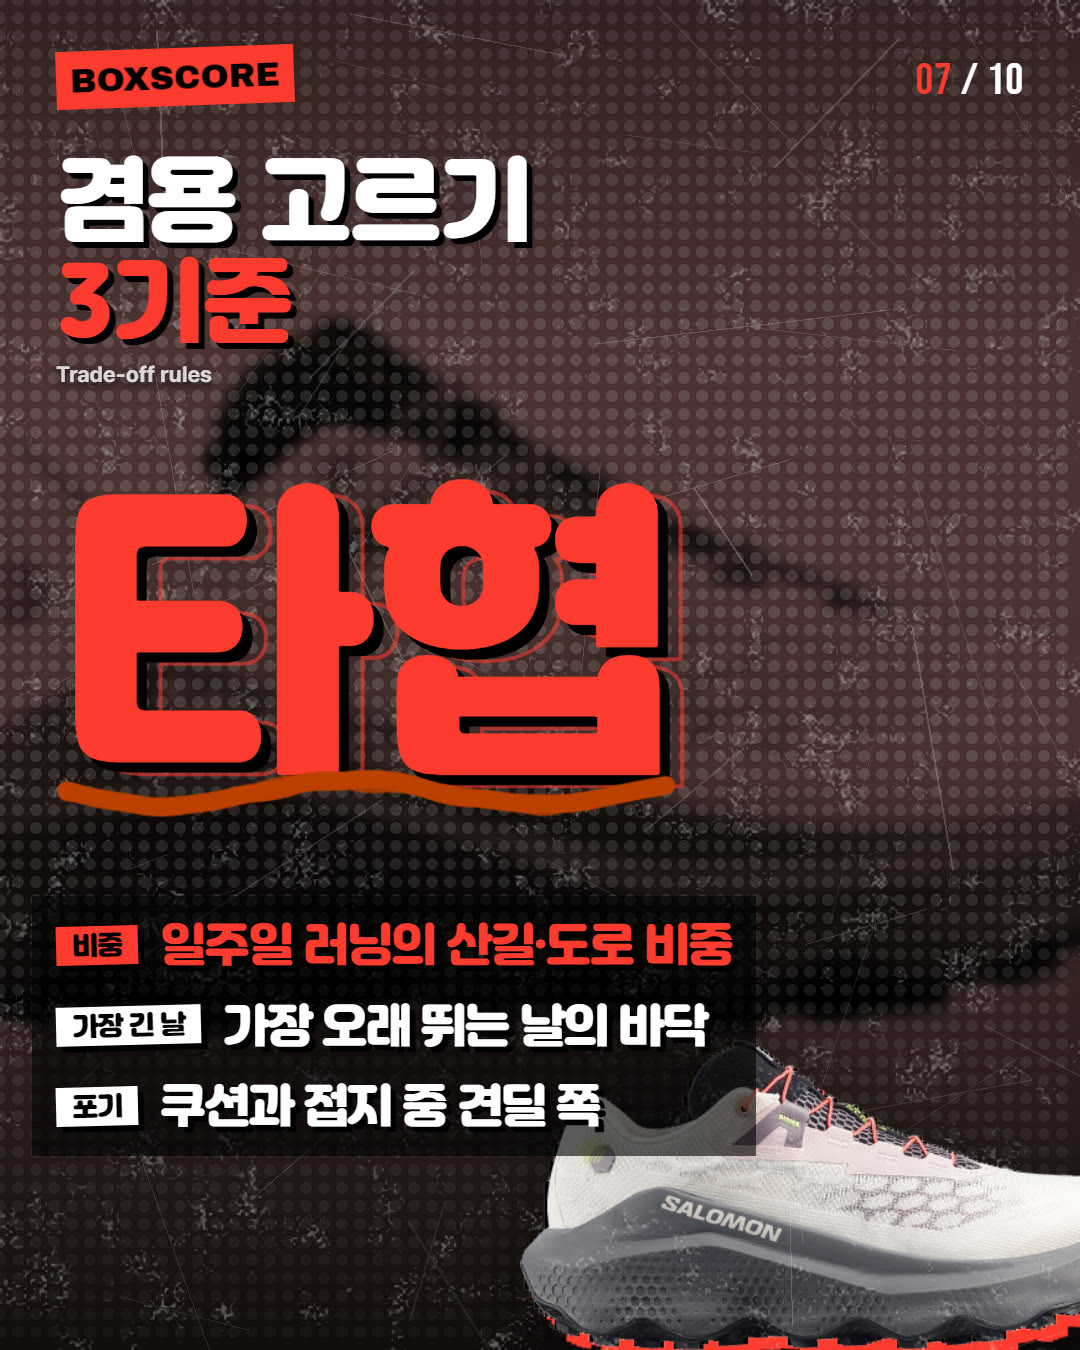 BOXSCORE
07 / 10
겸용 고르기
3기준
Trade-off rules
타협
비중 일주일 러닝의 산길·도로 비중
가장 긴 날 가장 오래 뛰는 날의 바닥
포기 쿠션과 접지 중 견딜 쪽
SALOMON